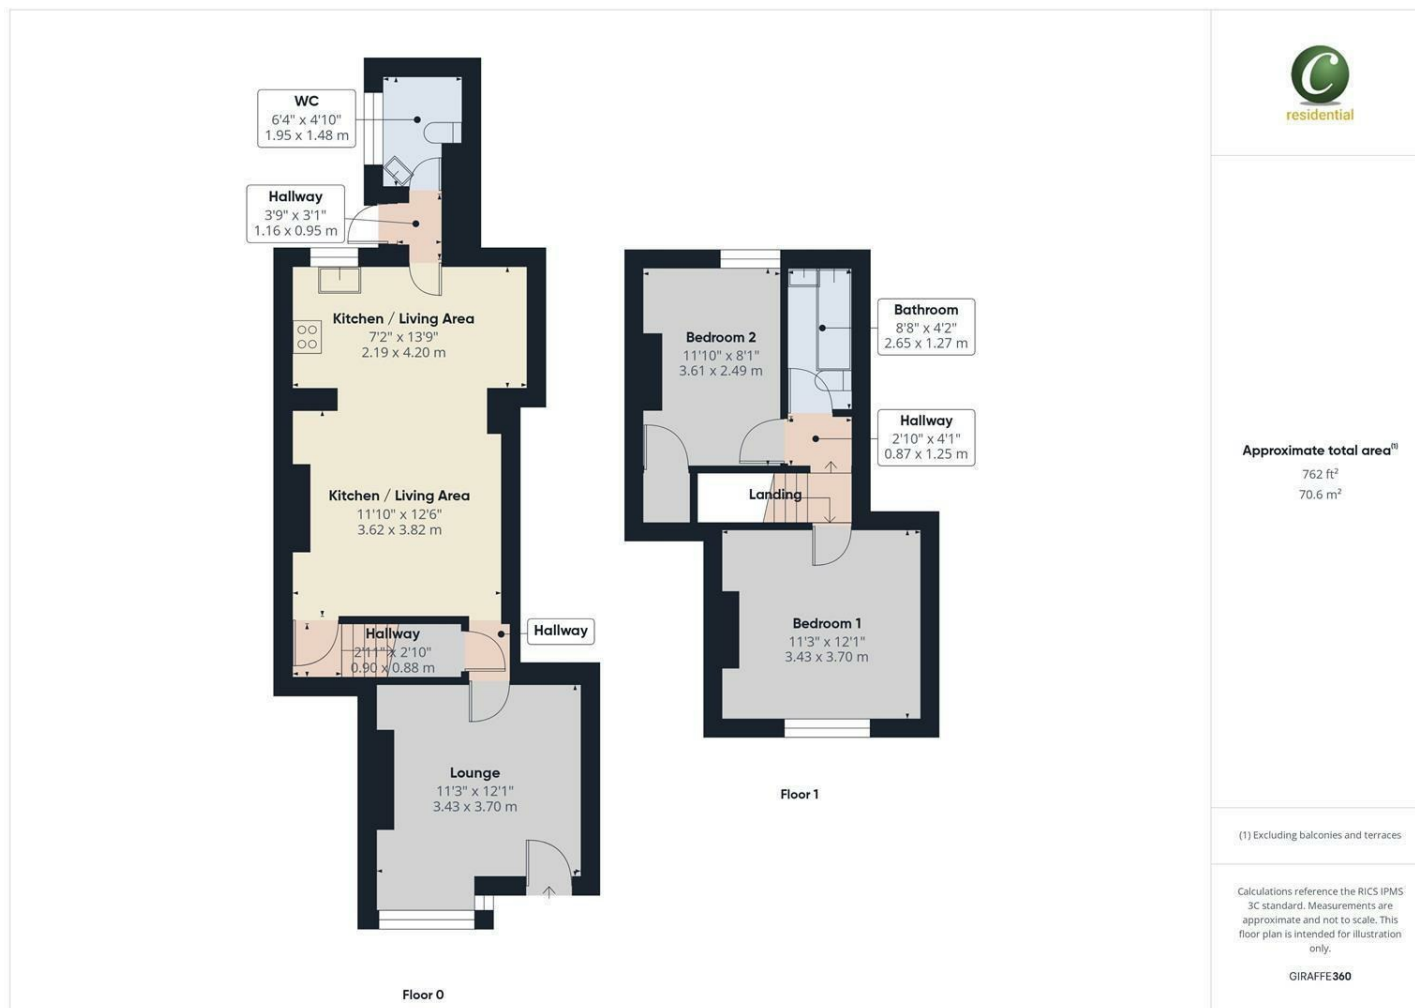 WC
6'4" x 4'10"
1.95 x 1.48 m
Hallway
3'9" x 3'1"
1.16 x 0.95 m
Kitchen / Living Area
7'2" x 13'9"
2.19 x 4.20 m
Kitchen / Living Area
11'10" x 12'6"
3.62 x 3.82 m
Hallway
2'11" x 2'10"
0.90 x 0.88 m
Hallway
Lounge
11'3" x 12'1"
3.43 x 3.70 m
Floor 0
Bedroom 2
11'10" x 8'1"
3.61 x 2.49 m
Bathroom
8'8" x 4'2"
2.65 x 1.27 m
Hallway
2'10" x 4'1"
0.87 x 1.25 m
Landing
Bedroom 1
11'3" x 12'1"
3.43 x 3.70 m
Floor 1
C
residential
Approximate total area(1)
762 ft²
70.6 m²
(1) Excluding balconies and terraces
Calculations reference the RICS IPMS
3C standard. Measurements are
approximate and not to scale. This
floor plan is intended for illustration
only.
GIRAFFE360